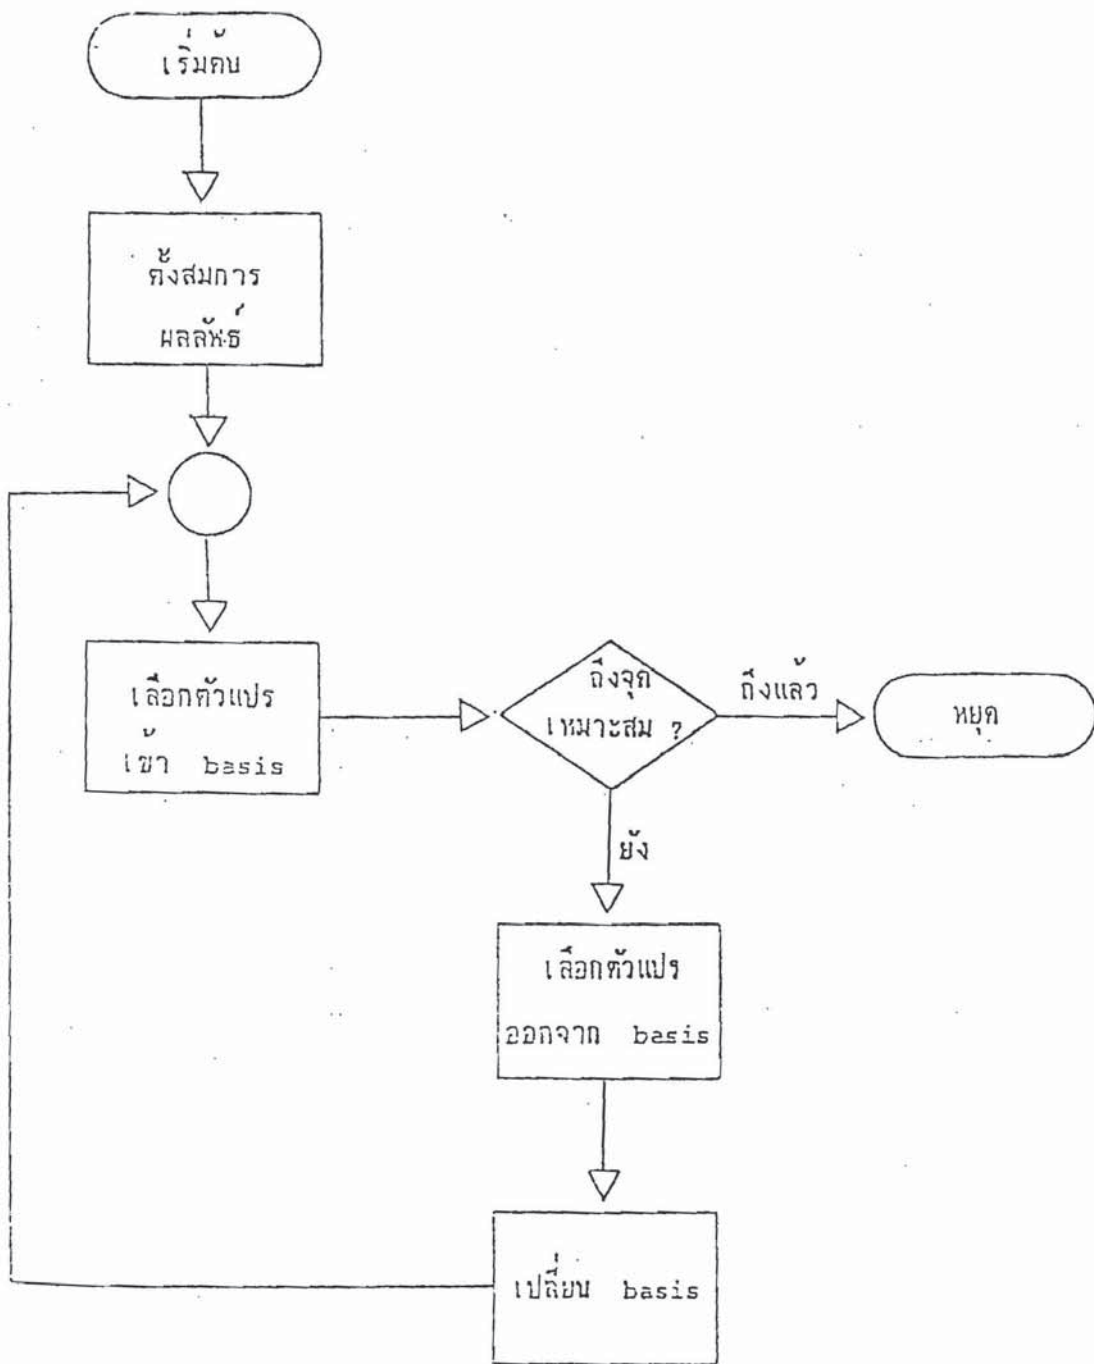 เริ่มต้น
ตั้งสมการ
ผลลัพธ์
เลือกตัวแปร
เข้า basis
ถึงจุด
เหมาะสม ?
ถึงแล้ว
หยุด
ยัง
เลือกตัวแปร
ออกจาก basis
เปลี่ยน basis